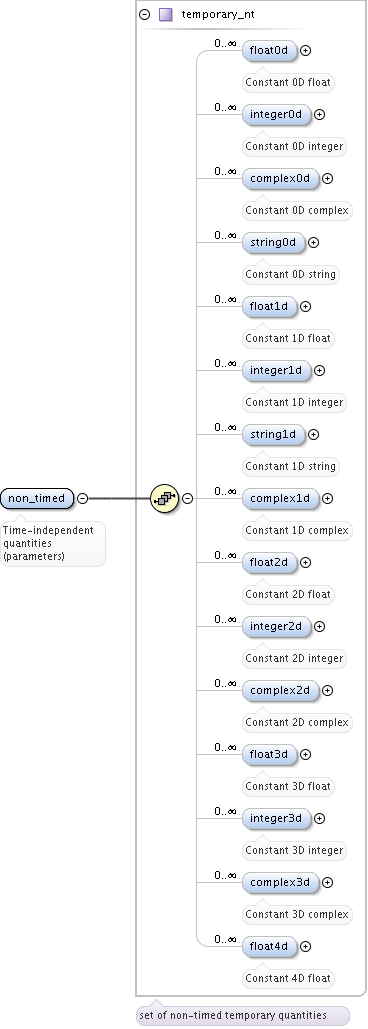 temporary_nt
0..∞
float0d
Constant 0D float
0..∞
integer0d
Constant 0D integer
0..∞
complex0d
Constant 0D complex
0..∞
string0d
Constant 0D string
0..∞
float1d
Constant 1D float
0..∞
integer1d
Constant 1D integer
0..∞
string1d
Constant 1D string
non_timed
Time-independent
quantities
(parameters)
0..∞
complex1d
Constant 1D complex
0..∞
float2d
Constant 2D float
0..∞
integer2d
Constant 2D integer
0..∞
complex2d
Constant 2D complex
0..∞
float3d
Constant 3D float
0..∞
integer3d
Constant 3D integer
0..∞
complex3d
Constant 3D complex
0..∞
float4d
Constant 4D float
set of non-timed temporary quantities